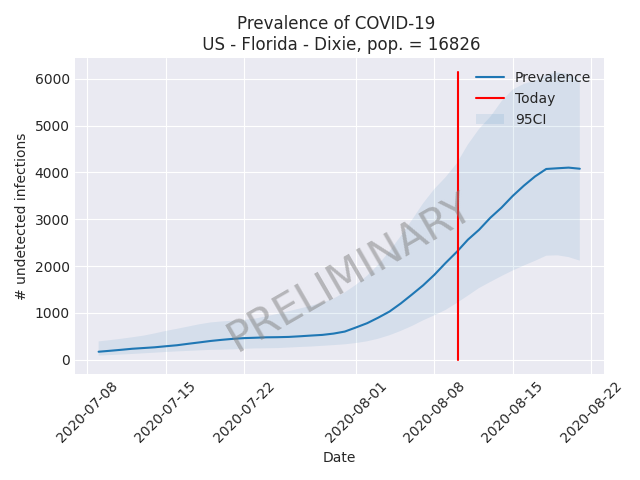 Prevalence of COVID-19
US - Florida - Dixie, pop. = 16826
6000
5000
4000
3000
2000
1000
0
# undetected infections
Prevalence
Today
95CI
PRELIMINARY
2020-07-08
2020-07-15
2020-07-22
2020-08-01
2020-08-08
2020-08-15
2020-08-22
Date